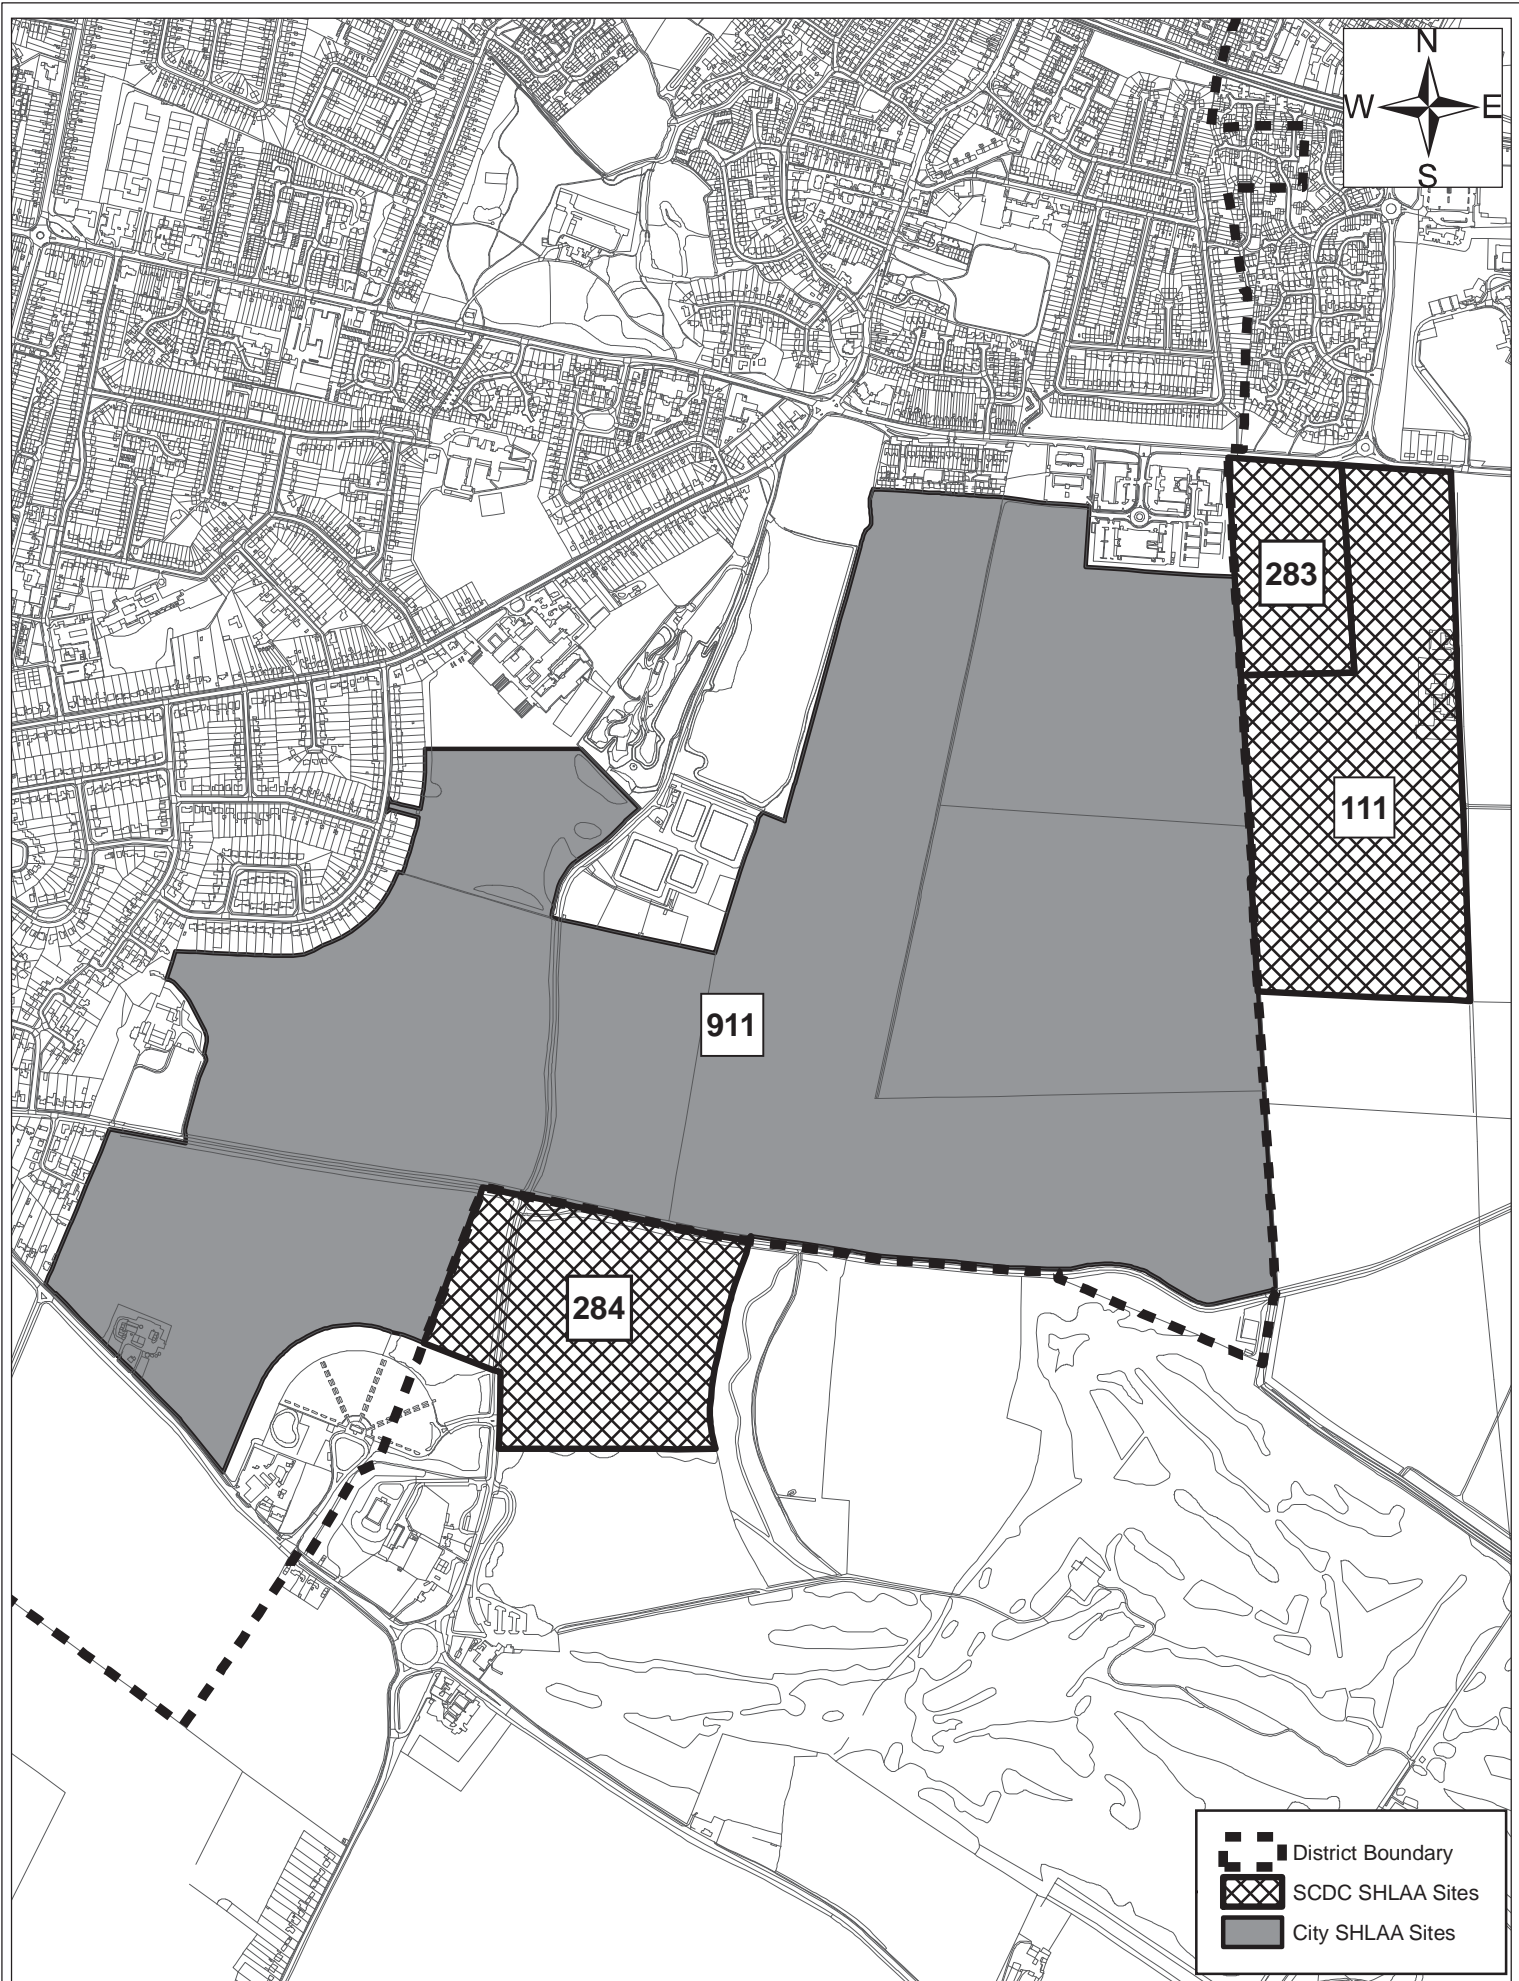 N
W E
S
283
111
911
284
District Boundary
SCDC SHLAA Sites
City SHLAA Sites